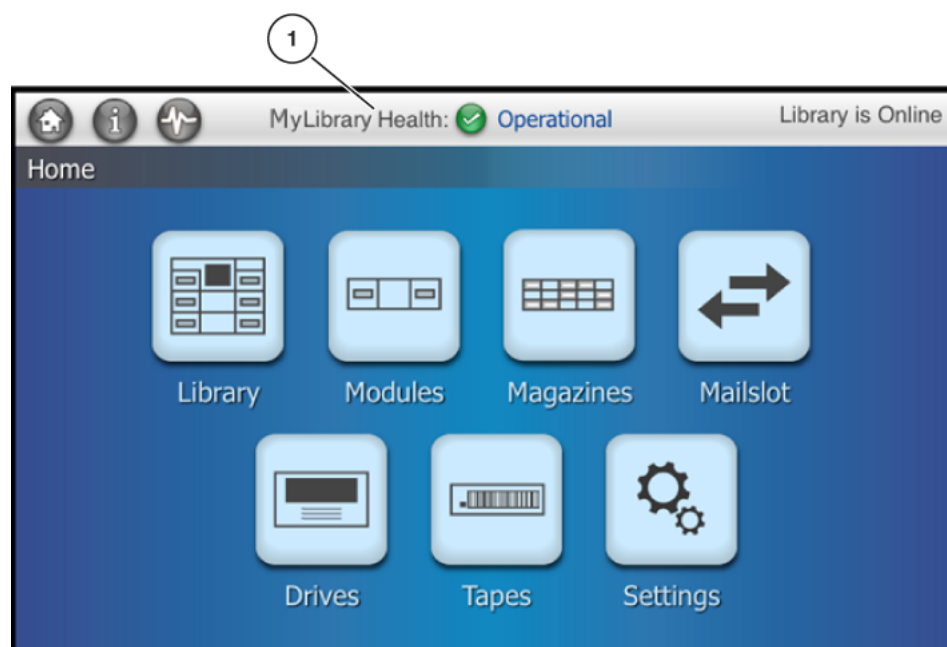 1
MyLibrary Health: Operational
Library is Online
Home
Library
Modules
Magazines
Mailslot
Drives
Tapes
Settings